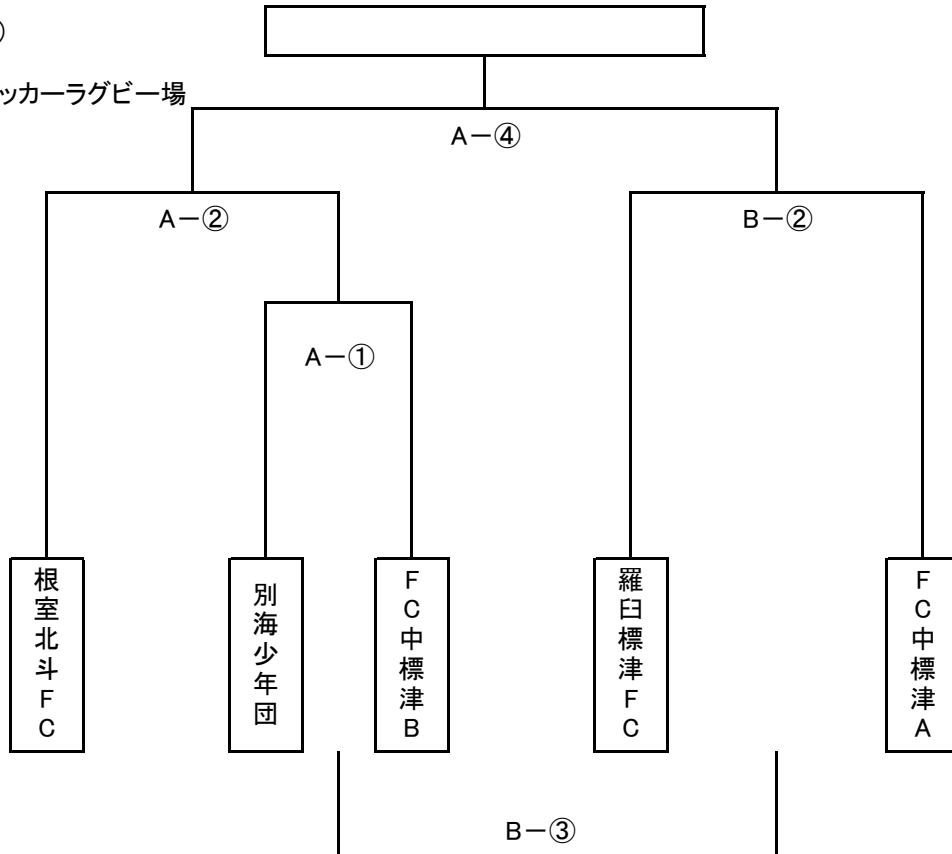 ッカーラグビー場
A－④
A－② B－②
A－①
根室北斗FC
別海少年団
FC中標津B
羅臼標津FC
FC中標津A
B－③